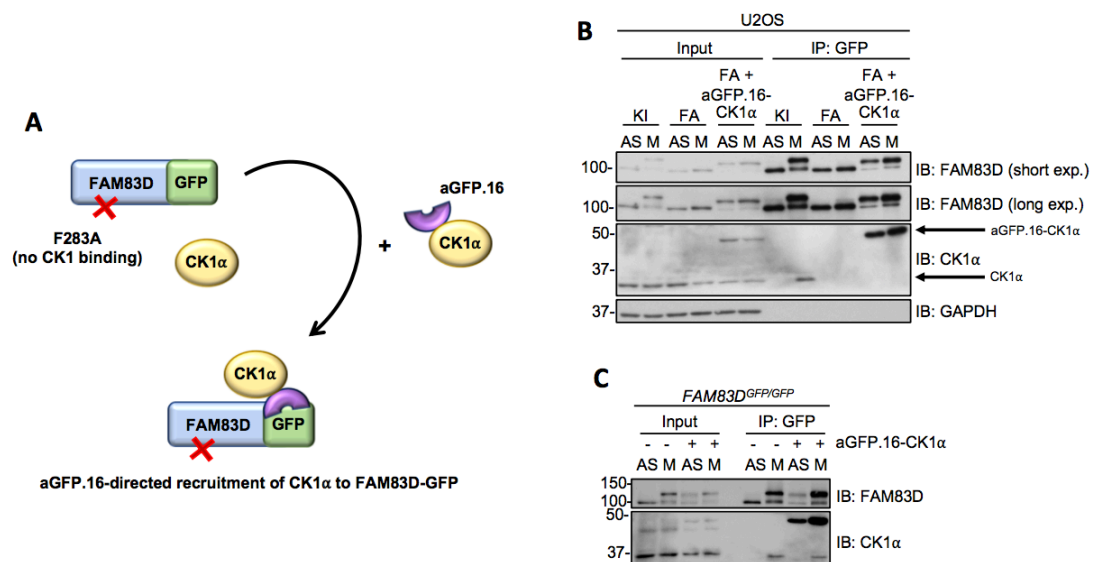 A
FAM83D GFP
F283A
(no CK1 binding)
CK1α
+
aGFP.16
CK1α
CK1α
FAM83D GFP
aGFP.16-directed recruitment of CK1α to FAM83D-GFP
B
U2OS
Input IP: GFP
FA + FA +
aGFP.16- aGFP.16-
KI FA CK1α KI FA CK1α
AS M AS M AS M AS M AS M AS M
100- IB: FAM83D (short exp.)
100- IB: FAM83D (long exp.)
50- aGFP.16-CK1α
IB: CK1α
37- CK1α
37- IB: GAPDH
C
FAM83DGFP/GFP
Input IP: GFP
- - + + - - + + aGFP.16-CK1α
AS M AS M AS M AS M
150-
100- IB: FAM83D
50-
IB: CK1α
37-